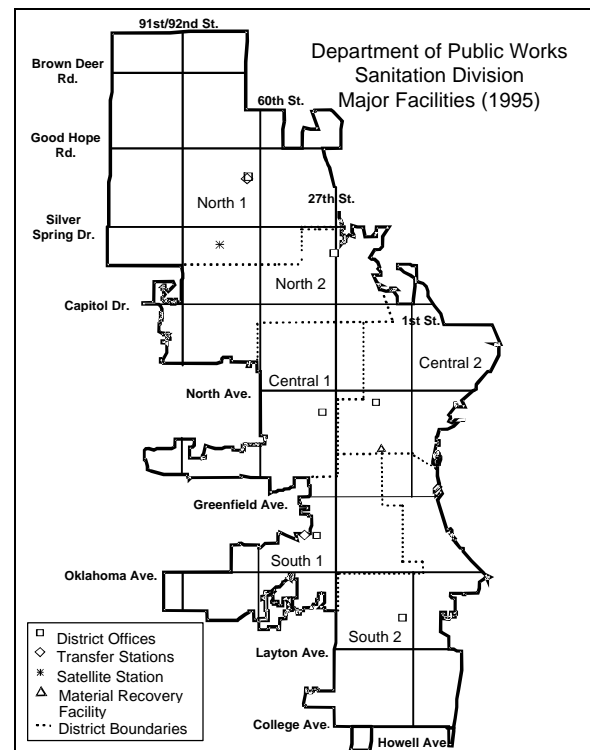 91st/92nd St.
Department of Public Works
Sanitation Division
Major Facilities (1995)
Brown Deer
Rd.
60th St.
Good Hope
Rd.
North 1
27th St.
Silver
Spring Dr.
North 2
Capitol Dr.
1st St.
Central 2
Central 1
North Ave.
Greenfield Ave.
South 1
Oklahoma Ave.
South 2
Layton Ave.
College Ave.
Howell Ave.
District Offices
Transfer Stations
Satellite Station
Material Recovery
Facility
District Boundaries